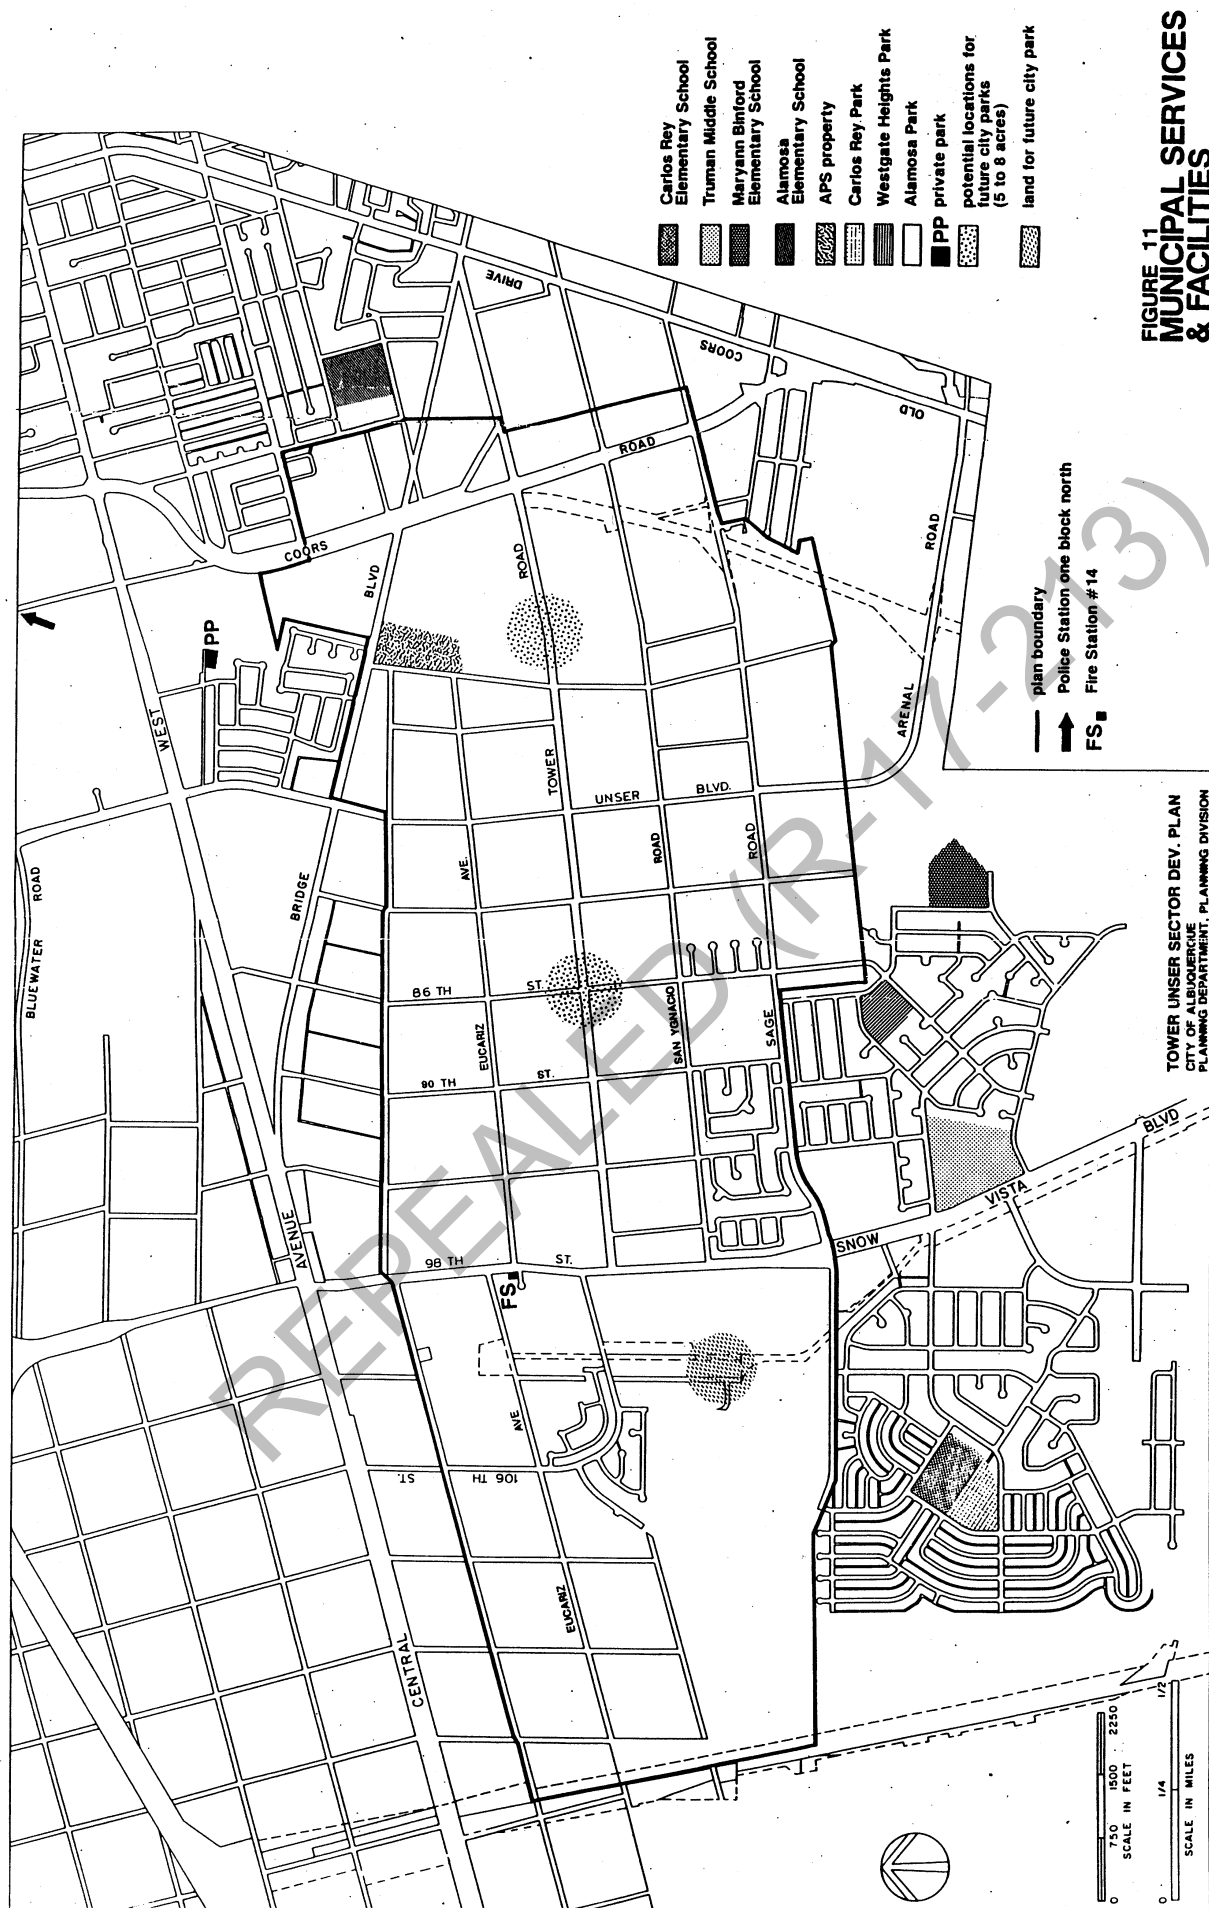 Carlos Rey
Elementary School
Truman Middle School
Maryann Binford
Elementary School
Alamosa
Elementary School
APS property
Carlos Rey Park
Westgate Heights Park
Alamosa Park
PP private park
potential locations for
future city parks
(5 to 8 acres)
land for future city park
FIGURE 11
MUNICIPAL SERVICES
& FACILITIES
plan boundary
Police Station one block north
FS Fire Station #14
TOWER UNSER SECTOR DEV. PLAN
CITY OF ALBUQUERQUE
PLANNING DEPARTMENT, PLANNING DIVISION
REPEALED (R-17-213)
BLUEWATER
ROAD
WEST
PP
COORS
BLVD
ROAD
DRIVE
COORS
ROAD
OLD
ROAD
ARENAL
BRIDGE
AVE.
TOWER
UNSER
BLVD.
ROAD
ROAD
86 TH
ST.
EUCARIZ
SAN YGNACIO
SAGE
90 TH
ST.
AVENUE
98 TH
ST.
FS
SNOW
VISTA
BLVD
AVE
106 TH
ST.
EUCARIZ
CENTRAL
0
750
1500
2250
SCALE IN FEET
0
1/4
1/2
SCALE IN MILES